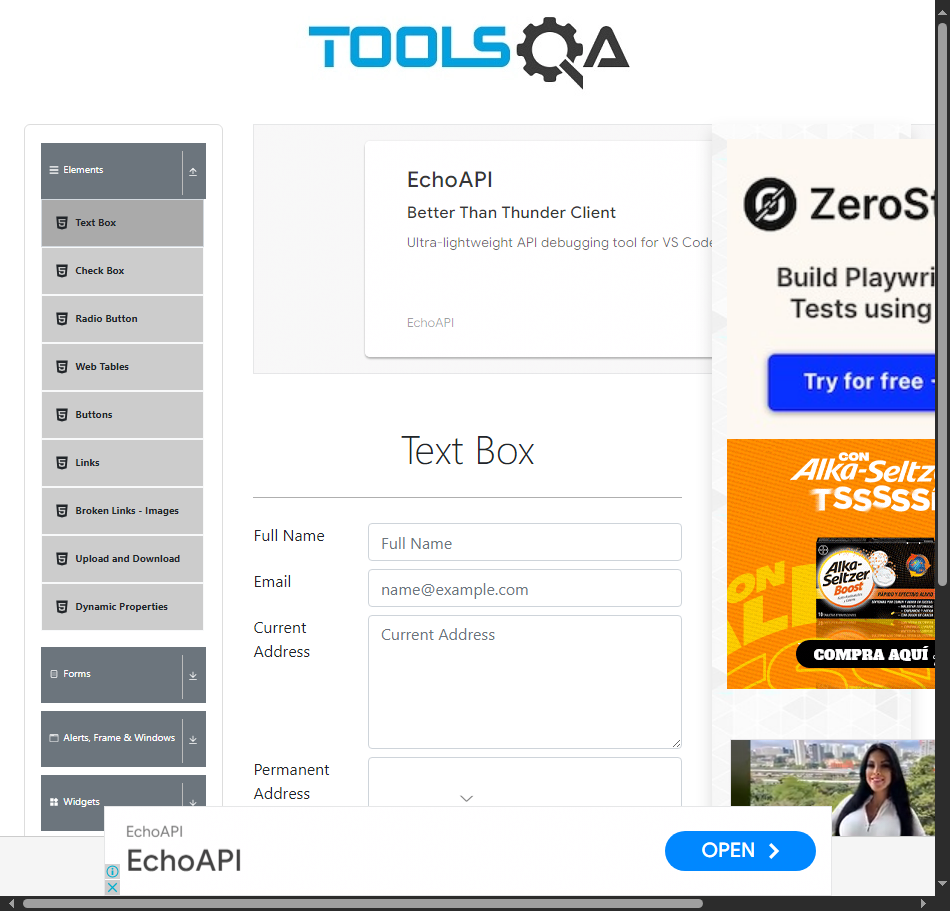 TOOLSQA
Elements
Text Box
Check Box
Radio Button
Web Tables
Buttons
Links
Broken Links - Images
Upload and Download
Dynamic Properties
Forms
Alerts, Frame & Windows
Widgets
EchoAPI
Better Than Thunder Client
Ultra-lightweight API debugging tool for VS Code
EchoAPI
Text Box
Full Name
Full Name
Email
name@example.com
Current
Address
Current Address
Permanent
Address
ZeroSt
Build Playwri
Tests using
Try for free
CON
Alka-Seltz
TSSSSSÍ
CON
ALL
Alka-
Seltzer
Boost
COMPRA AQUÍ
EchoAPI
EchoAPI
OPEN